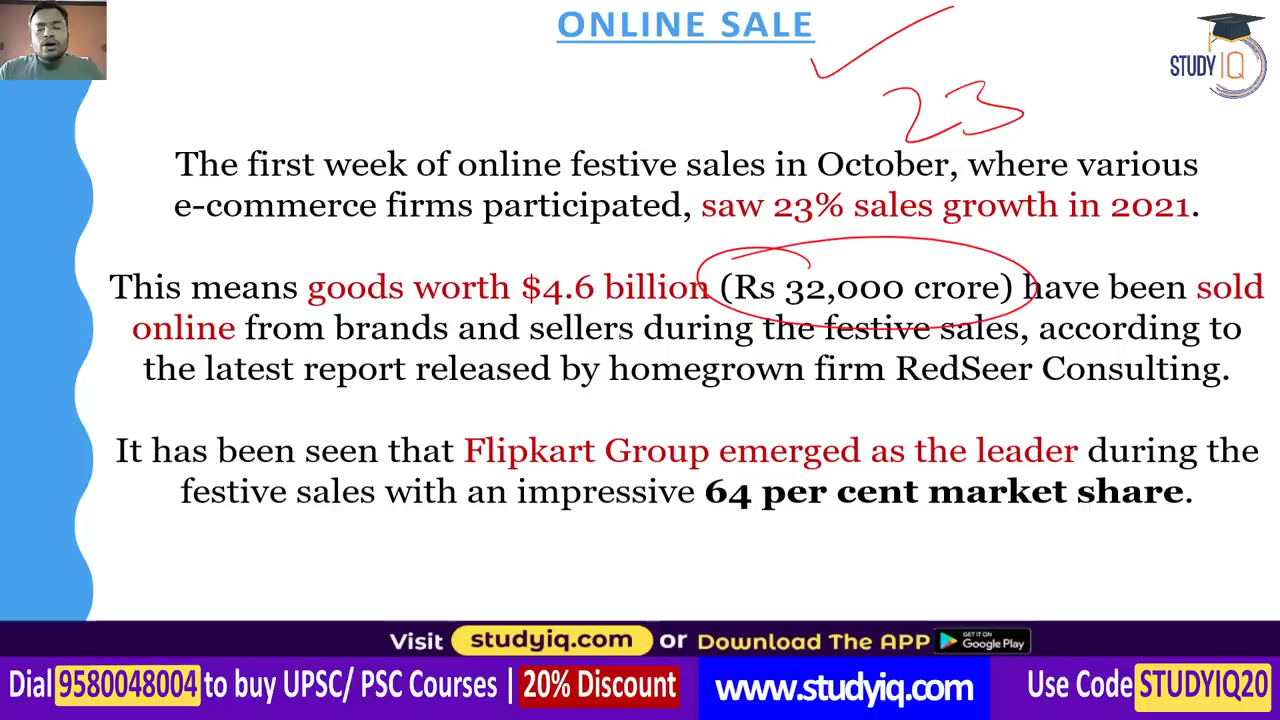 ONLINE SALE
STUDY IQ
23
The first week of online festive sales in October, where various
e-commerce firms participated, saw 23% sales growth in 2021.
This means goods worth $4.6 billion (Rs 32,000 crore) have been sold
online from brands and sellers during the festive sales, according to
the latest report released by homegrown firm RedSeer Consulting.
It has been seen that Flipkart Group emerged as the leader during the
festive sales with an impressive 64 per cent market share.
Visit studyiq.com or Download The APP GET IT ON Google Play
Dial 9580048004 to buy UPSC/ PSC Courses | 20% Discount www.studyiq.com Use Code STUDYIQ20